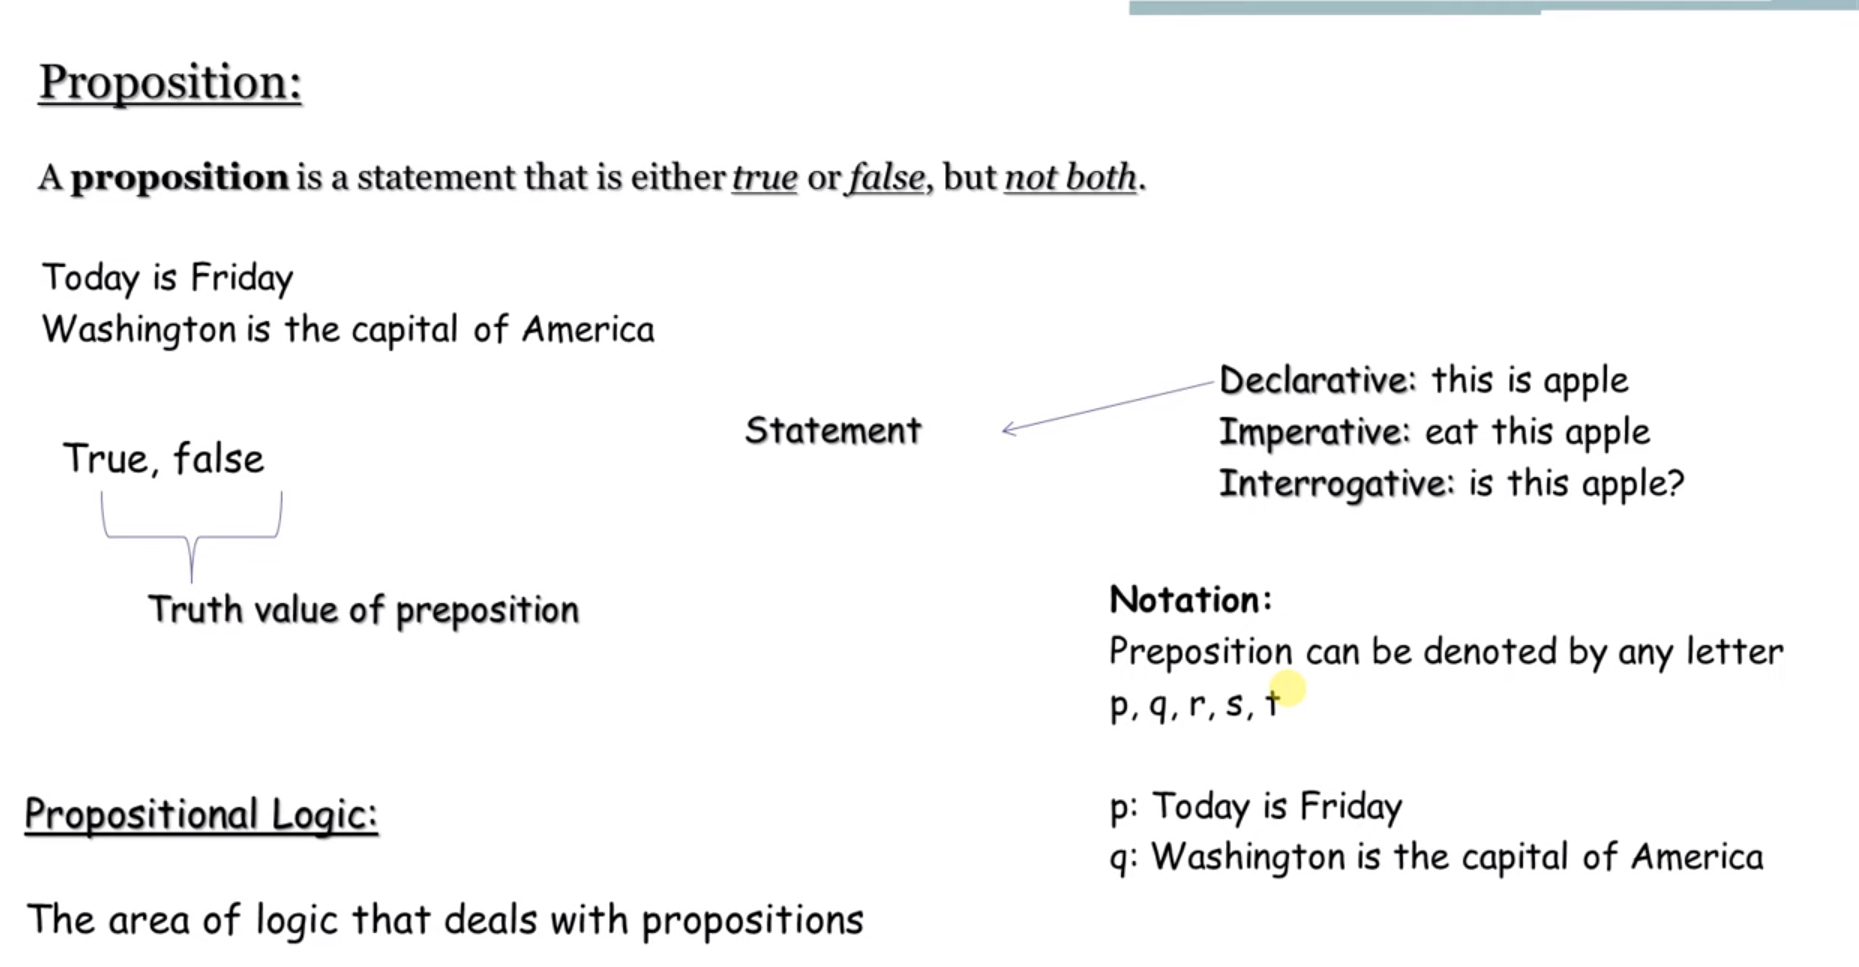 Proposition:
A proposition is a statement that is either true or false, but not both.
Today is Friday
Washington is the capital of America
True, false
Truth value of preposition
Statement
Declarative: this is apple
Imperative: eat this apple
Interrogative: is this apple?
Notation:
Preposition can be denoted by any letter
p, q, r, s, t
p: Today is Friday
q: Washington is the capital of America
Propositional Logic:
The area of logic that deals with propositions